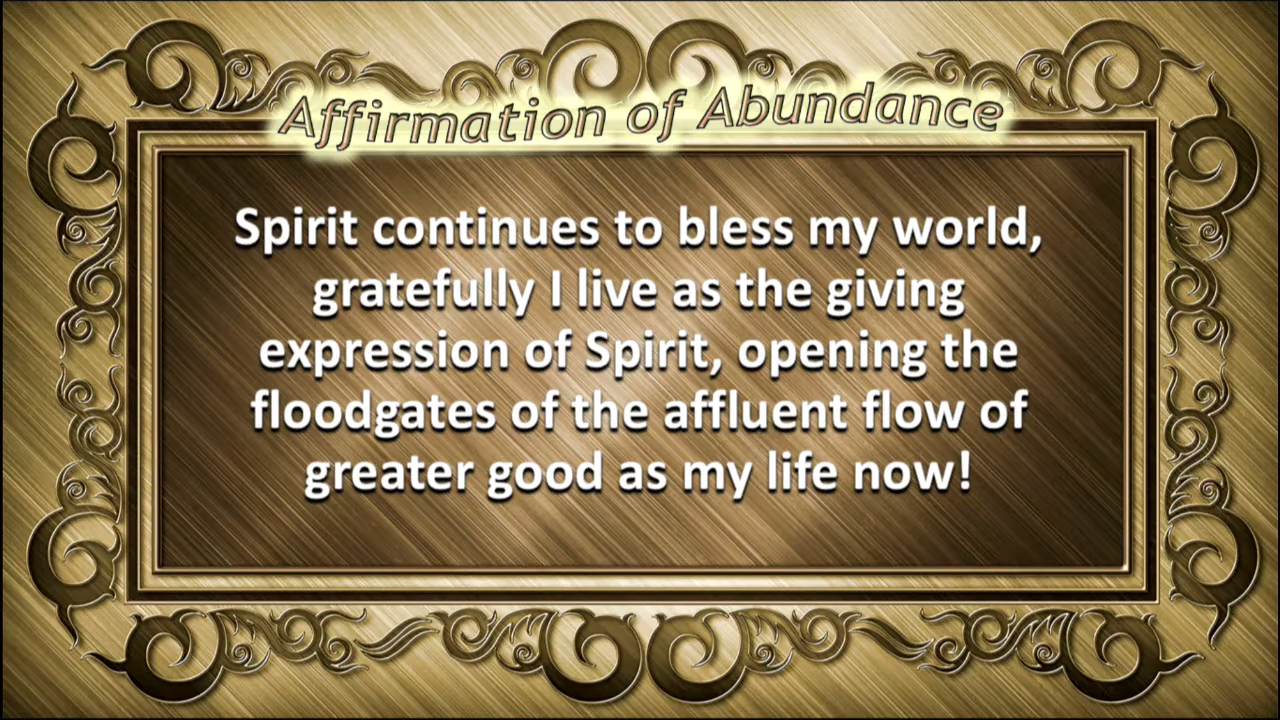 Affirmation of Abundance
Spirit continues to bless my world,
gratefully I live as the giving
expression of Spirit, opening the
floodgates of the affluent flow of
greater good as my life now!